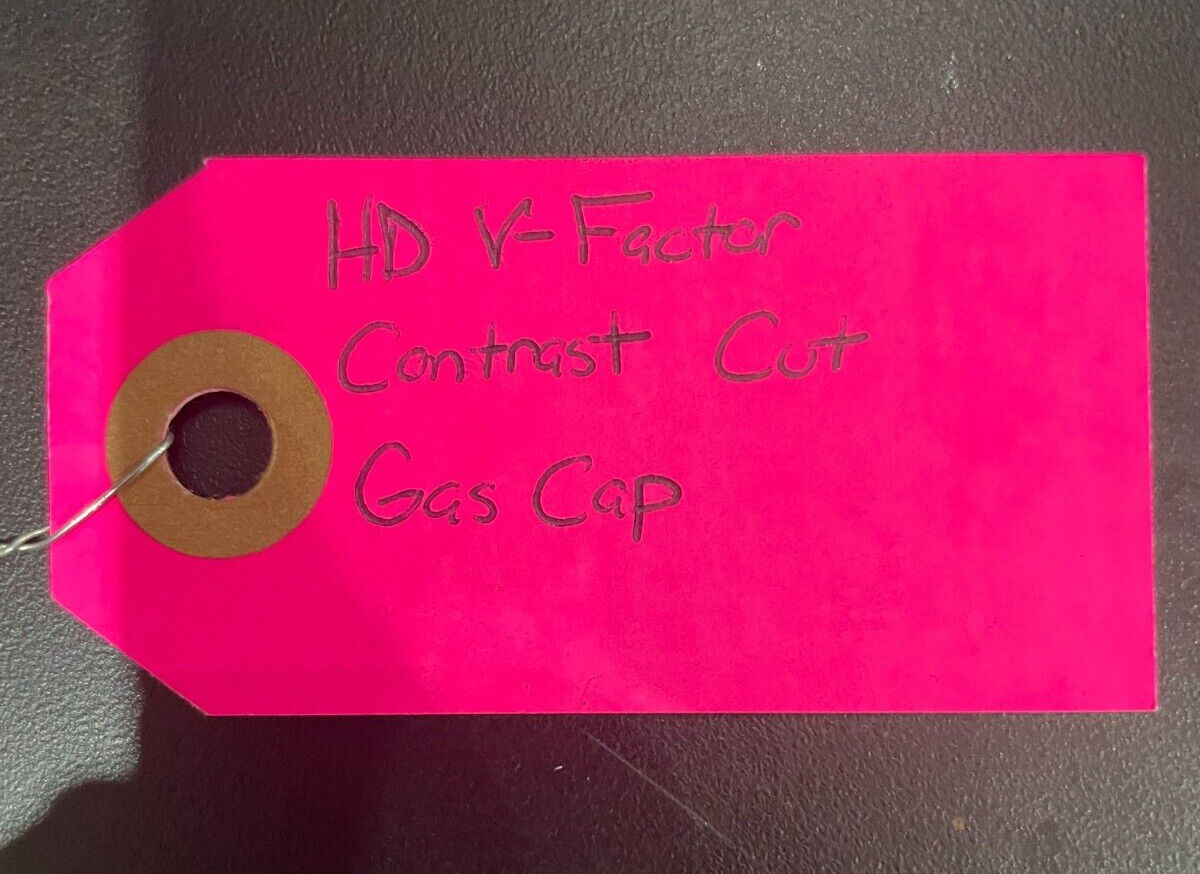 HD V-Factor
Contrast Cut
Gas Cap